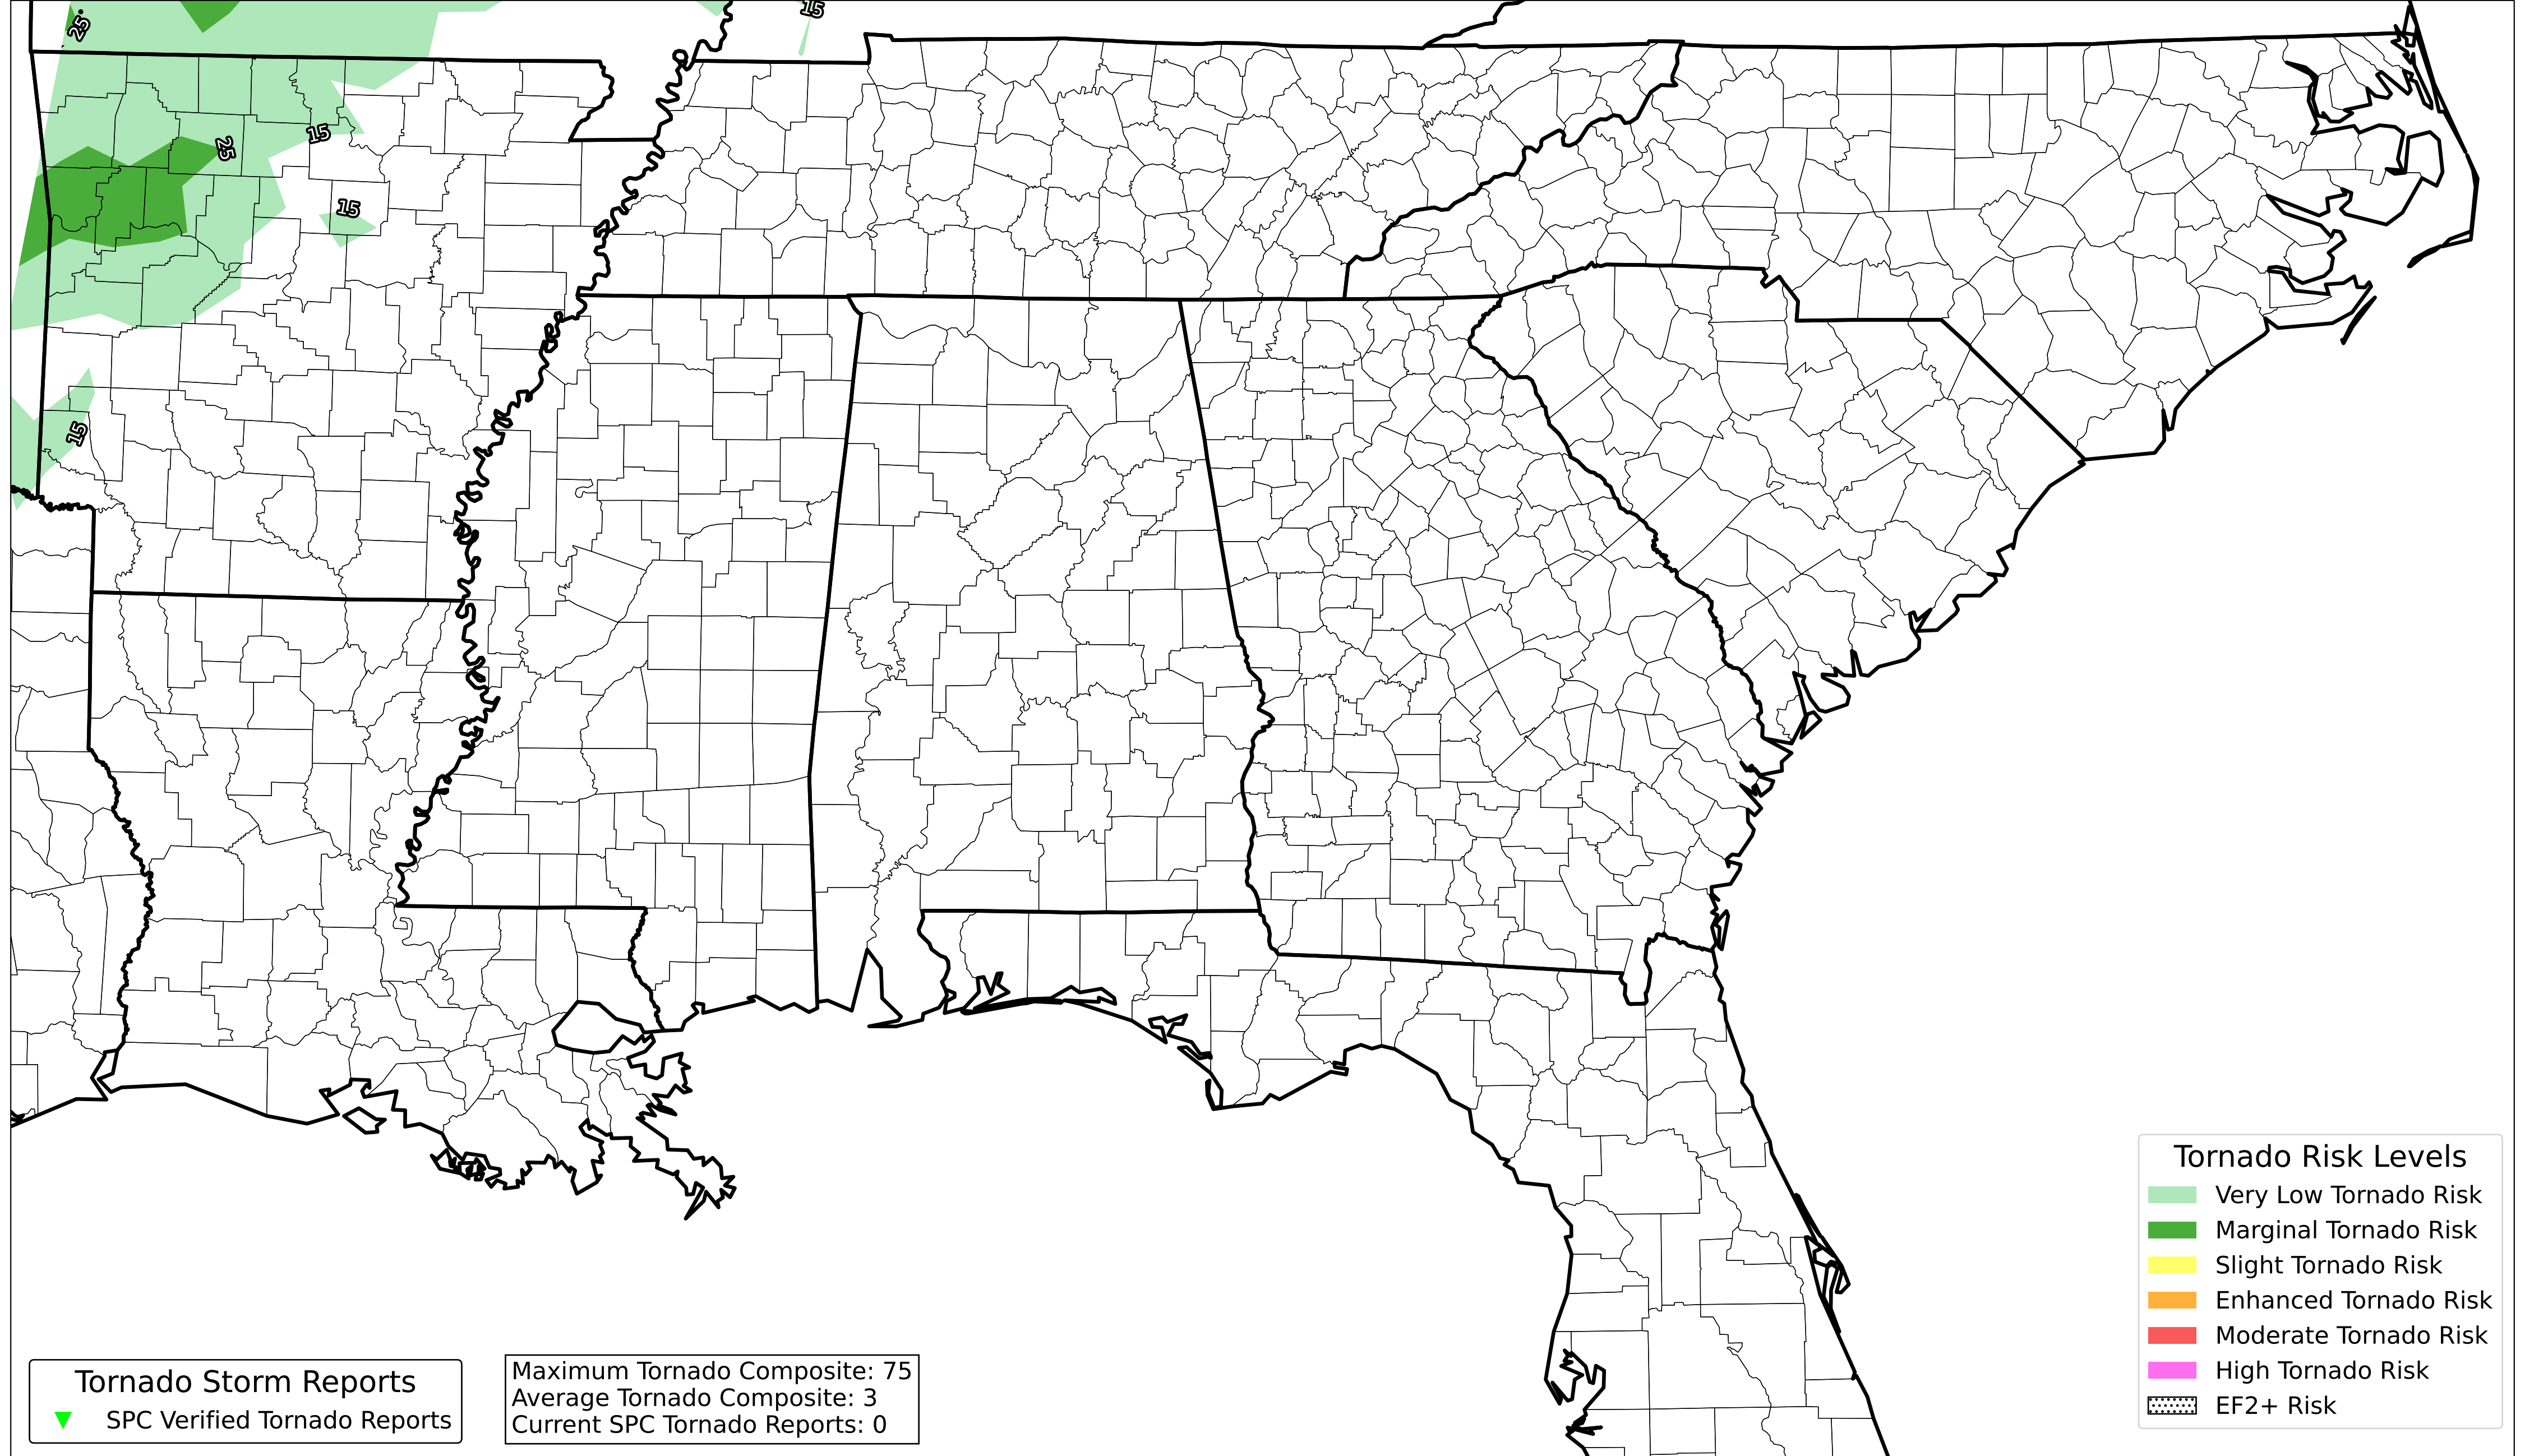 25
15
25
15
15
15
Tornado Risk Levels
Very Low Tornado Risk
Marginal Tornado Risk
Slight Tornado Risk
Enhanced Tornado Risk
Moderate Tornado Risk
High Tornado Risk
EF2+ Risk
Tornado Storm Reports
SPC Verified Tornado Reports
Maximum Tornado Composite: 75
Average Tornado Composite: 3
Current SPC Tornado Reports: 0